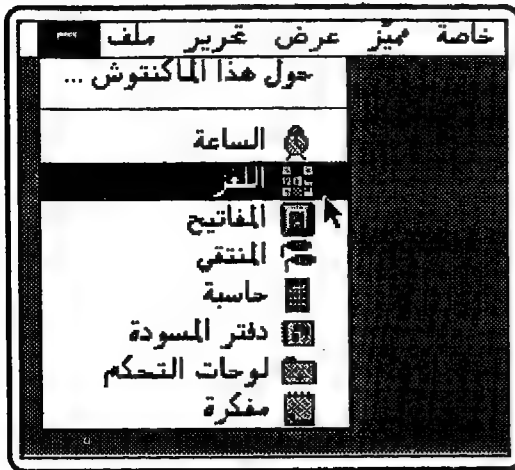 خاصة مميّز عرض تحرير ملف
حول هذا الماكنتوش ...
الساعة
اللغز
المفاتيح
المنتقي
حاسبة
دفتر المسودة
لوحات التحكم
مفكرة